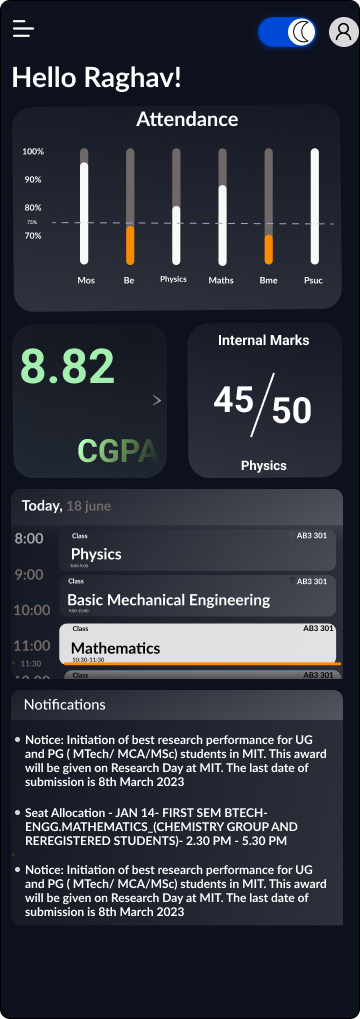 Hello Raghav!
Attendance
100%
90%
80%
75%
70%
Mos Be Physics Maths Bme Psuc
8.82
CGPA
Internal Marks
45/50
Physics
Today, 18 june
8:00
Class AB3 301
Physics
8:00-9:00
9:00
Class AB3 301
Basic Mechanical Engineering
9:00-10:00
10:00
Class AB3 301
11:00
Mathematics
10:30-11:30
11:30
Class AB3 301
Notifications
• Notice: Initiation of best research performance for UG
and PG ( MTech/ MCA/MSc) students in MIT. This award
will be given on Research Day at MIT. The last date of
submission is 8th March 2023
• Seat Allocation - JAN 14- FIRST SEM BTECH-
ENGG.MATHEMATICS_(CHEMISTRY GROUP AND
REREGISTERED STUDENTS)- 2.30 PM - 5.30 PM
• Notice: Initiation of best research performance for UG
and PG ( MTech/ MCA/MSc) students in MIT. This award
will be given on Research Day at MIT. The last date of
submission is 8th March 2023